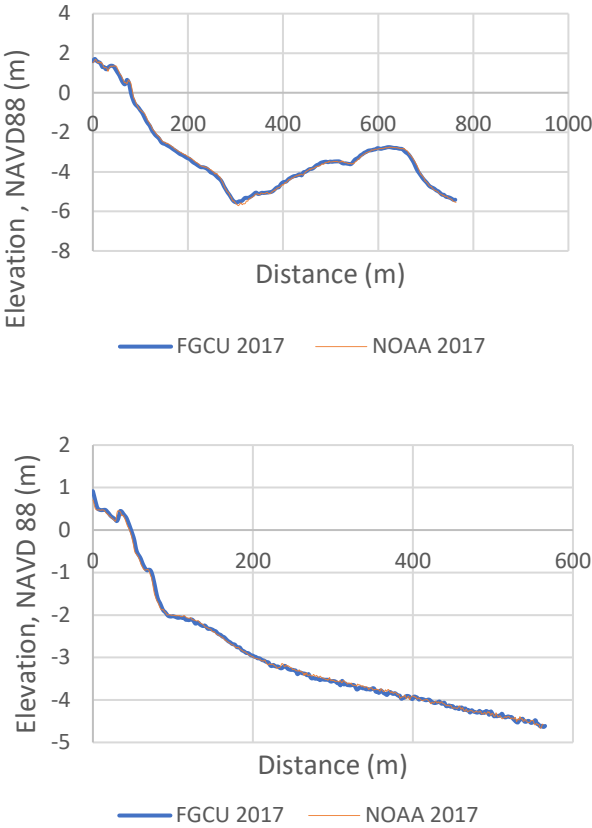 4
2
0
-2
-4
-6
-8
0 200 400 600 800 1000
Elevation , NAVD88 (m)
Distance (m)
FGCU 2017 NOAA 2017
2
1
0
-1
-2
-3
-4
-5
0 200 400 600
Elevation, NAVD 88 (m)
Distance (m)
FGCU 2017 NOAA 2017